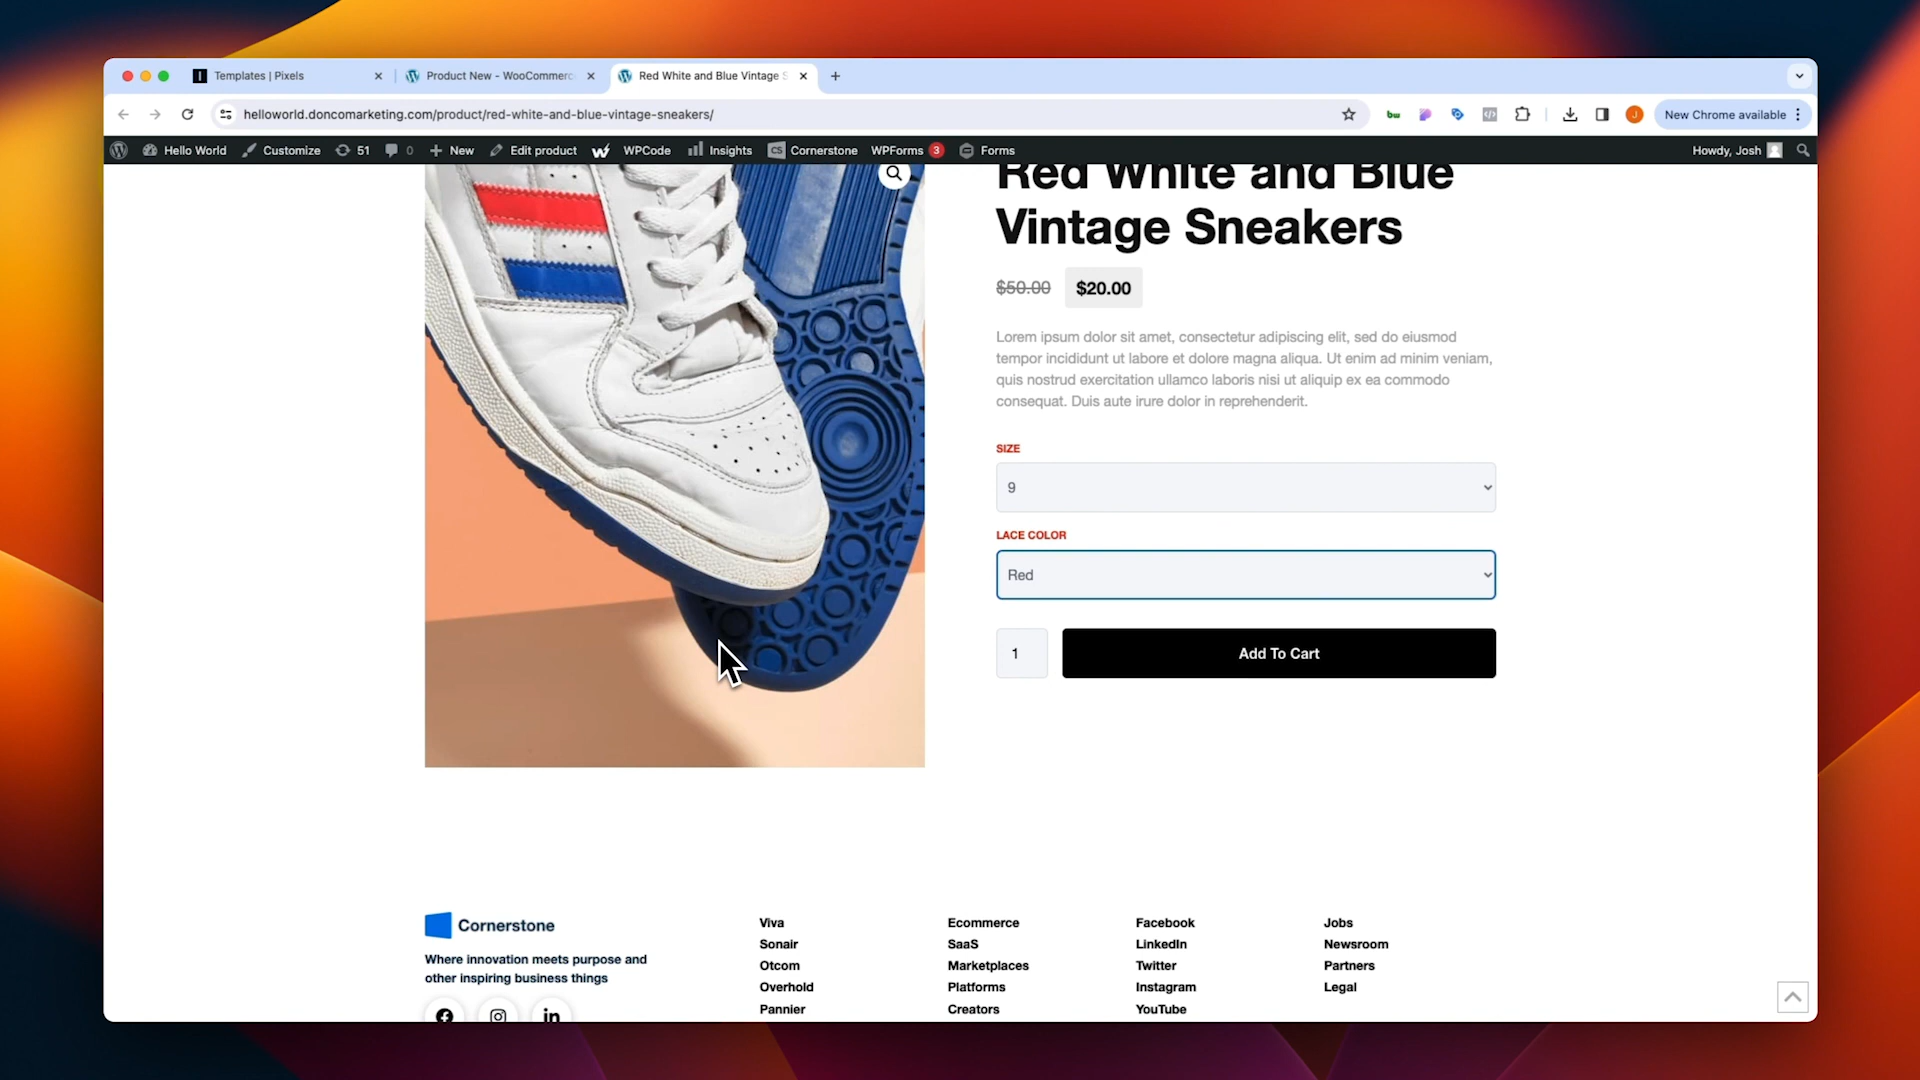 Templates | Pixels
Product New - WooCommerc
Red White and Blue Vintage S
helloworld.doncomarketing.com/product/red-white-and-blue-vintage-sneakers/
New Chrome available
J
Hello World
Customize
51
0
New
Edit product
WPCode
Insights
CS Cornerstone
WPForms 3
Forms
Howdy, Josh
Red White and Blue
Vintage Sneakers
$50.00 $20.00
Lorem ipsum dolor sit amet, consectetur adipiscing elit, sed do eiusmod
tempor incididunt ut labore et dolore magna aliqua. Ut enim ad minim veniam,
quis nostrud exercitation ullamco laboris nisi ut aliquip ex ea commodo
consequat. Duis aute irure dolor in reprehenderit.
SIZE
9
LACE COLOR
Red
1
Add To Cart
Cornerstone
Where innovation meets purpose and
other inspiring business things
Viva
Sonair
Otcom
Overhold
Pannier
Ecommerce
SaaS
Marketplaces
Platforms
Creators
Facebook
LinkedIn
Twitter
Instagram
YouTube
Jobs
Newsroom
Partners
Legal